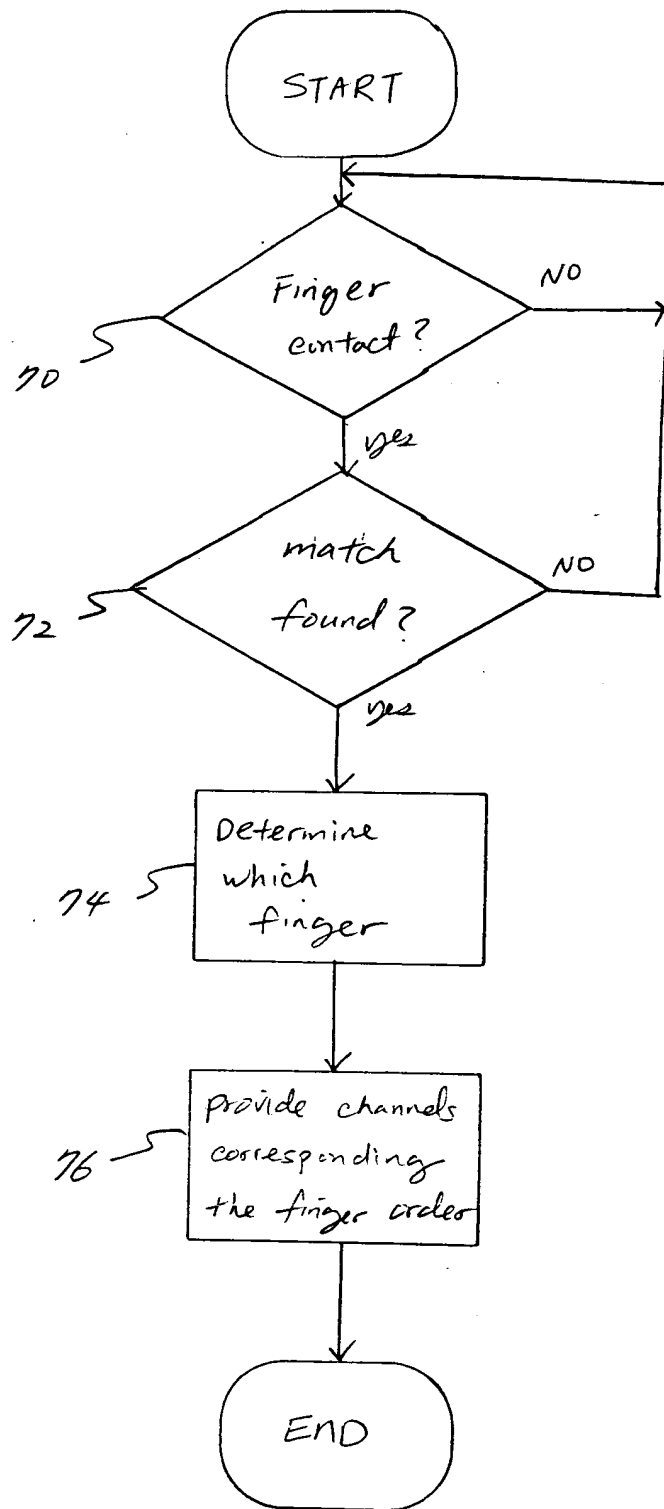 START
Finger
contact?
NO
70
yes
match
found?
NO
72
yes
Determine
which
finger
74
provide channels
corresponding
the finger order
76
END